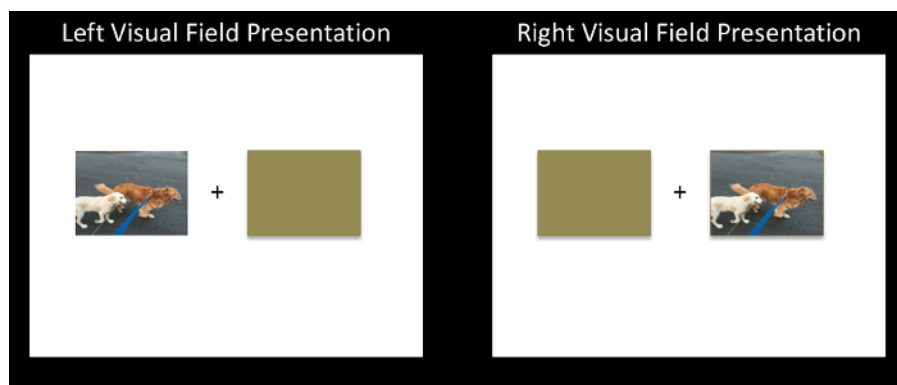 Left Visual Field Presentation
Right Visual Field Presentation
+
+